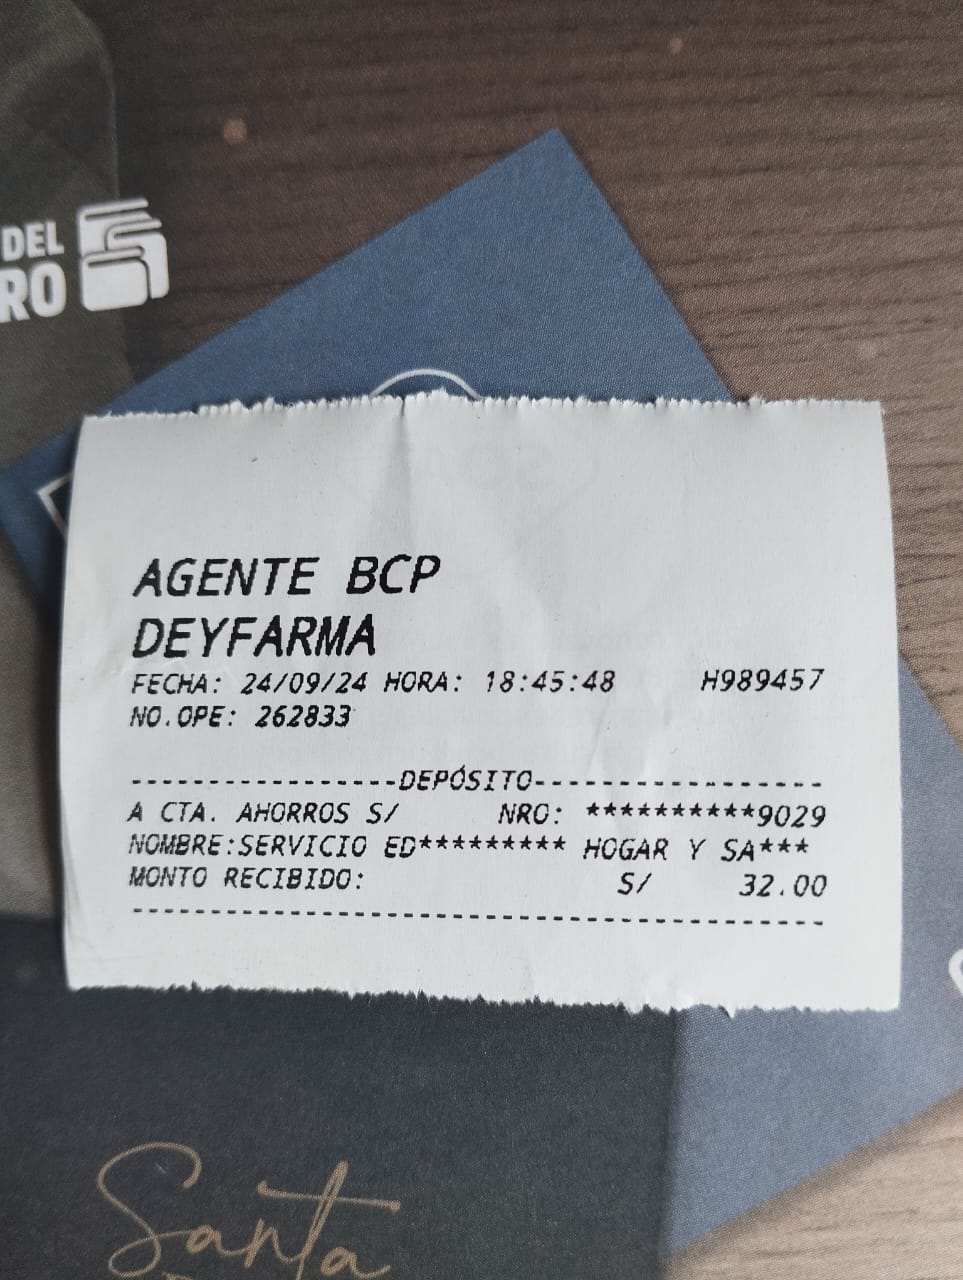 DEL
RO
AGENTE BCP
DEYFARMA
FECHA: 24/09/24 HORA: 18:45:48 H989457
NO.OPE: 262833
-----------------DEPÓSITO------------------
A CTA. AHORROS S/ NRO: **********9029
NOMBRE:SERVICIO ED********* HOGAR Y SA***
MONTO RECIBIDO: S/ 32.00
--------------------------------------------
Santa